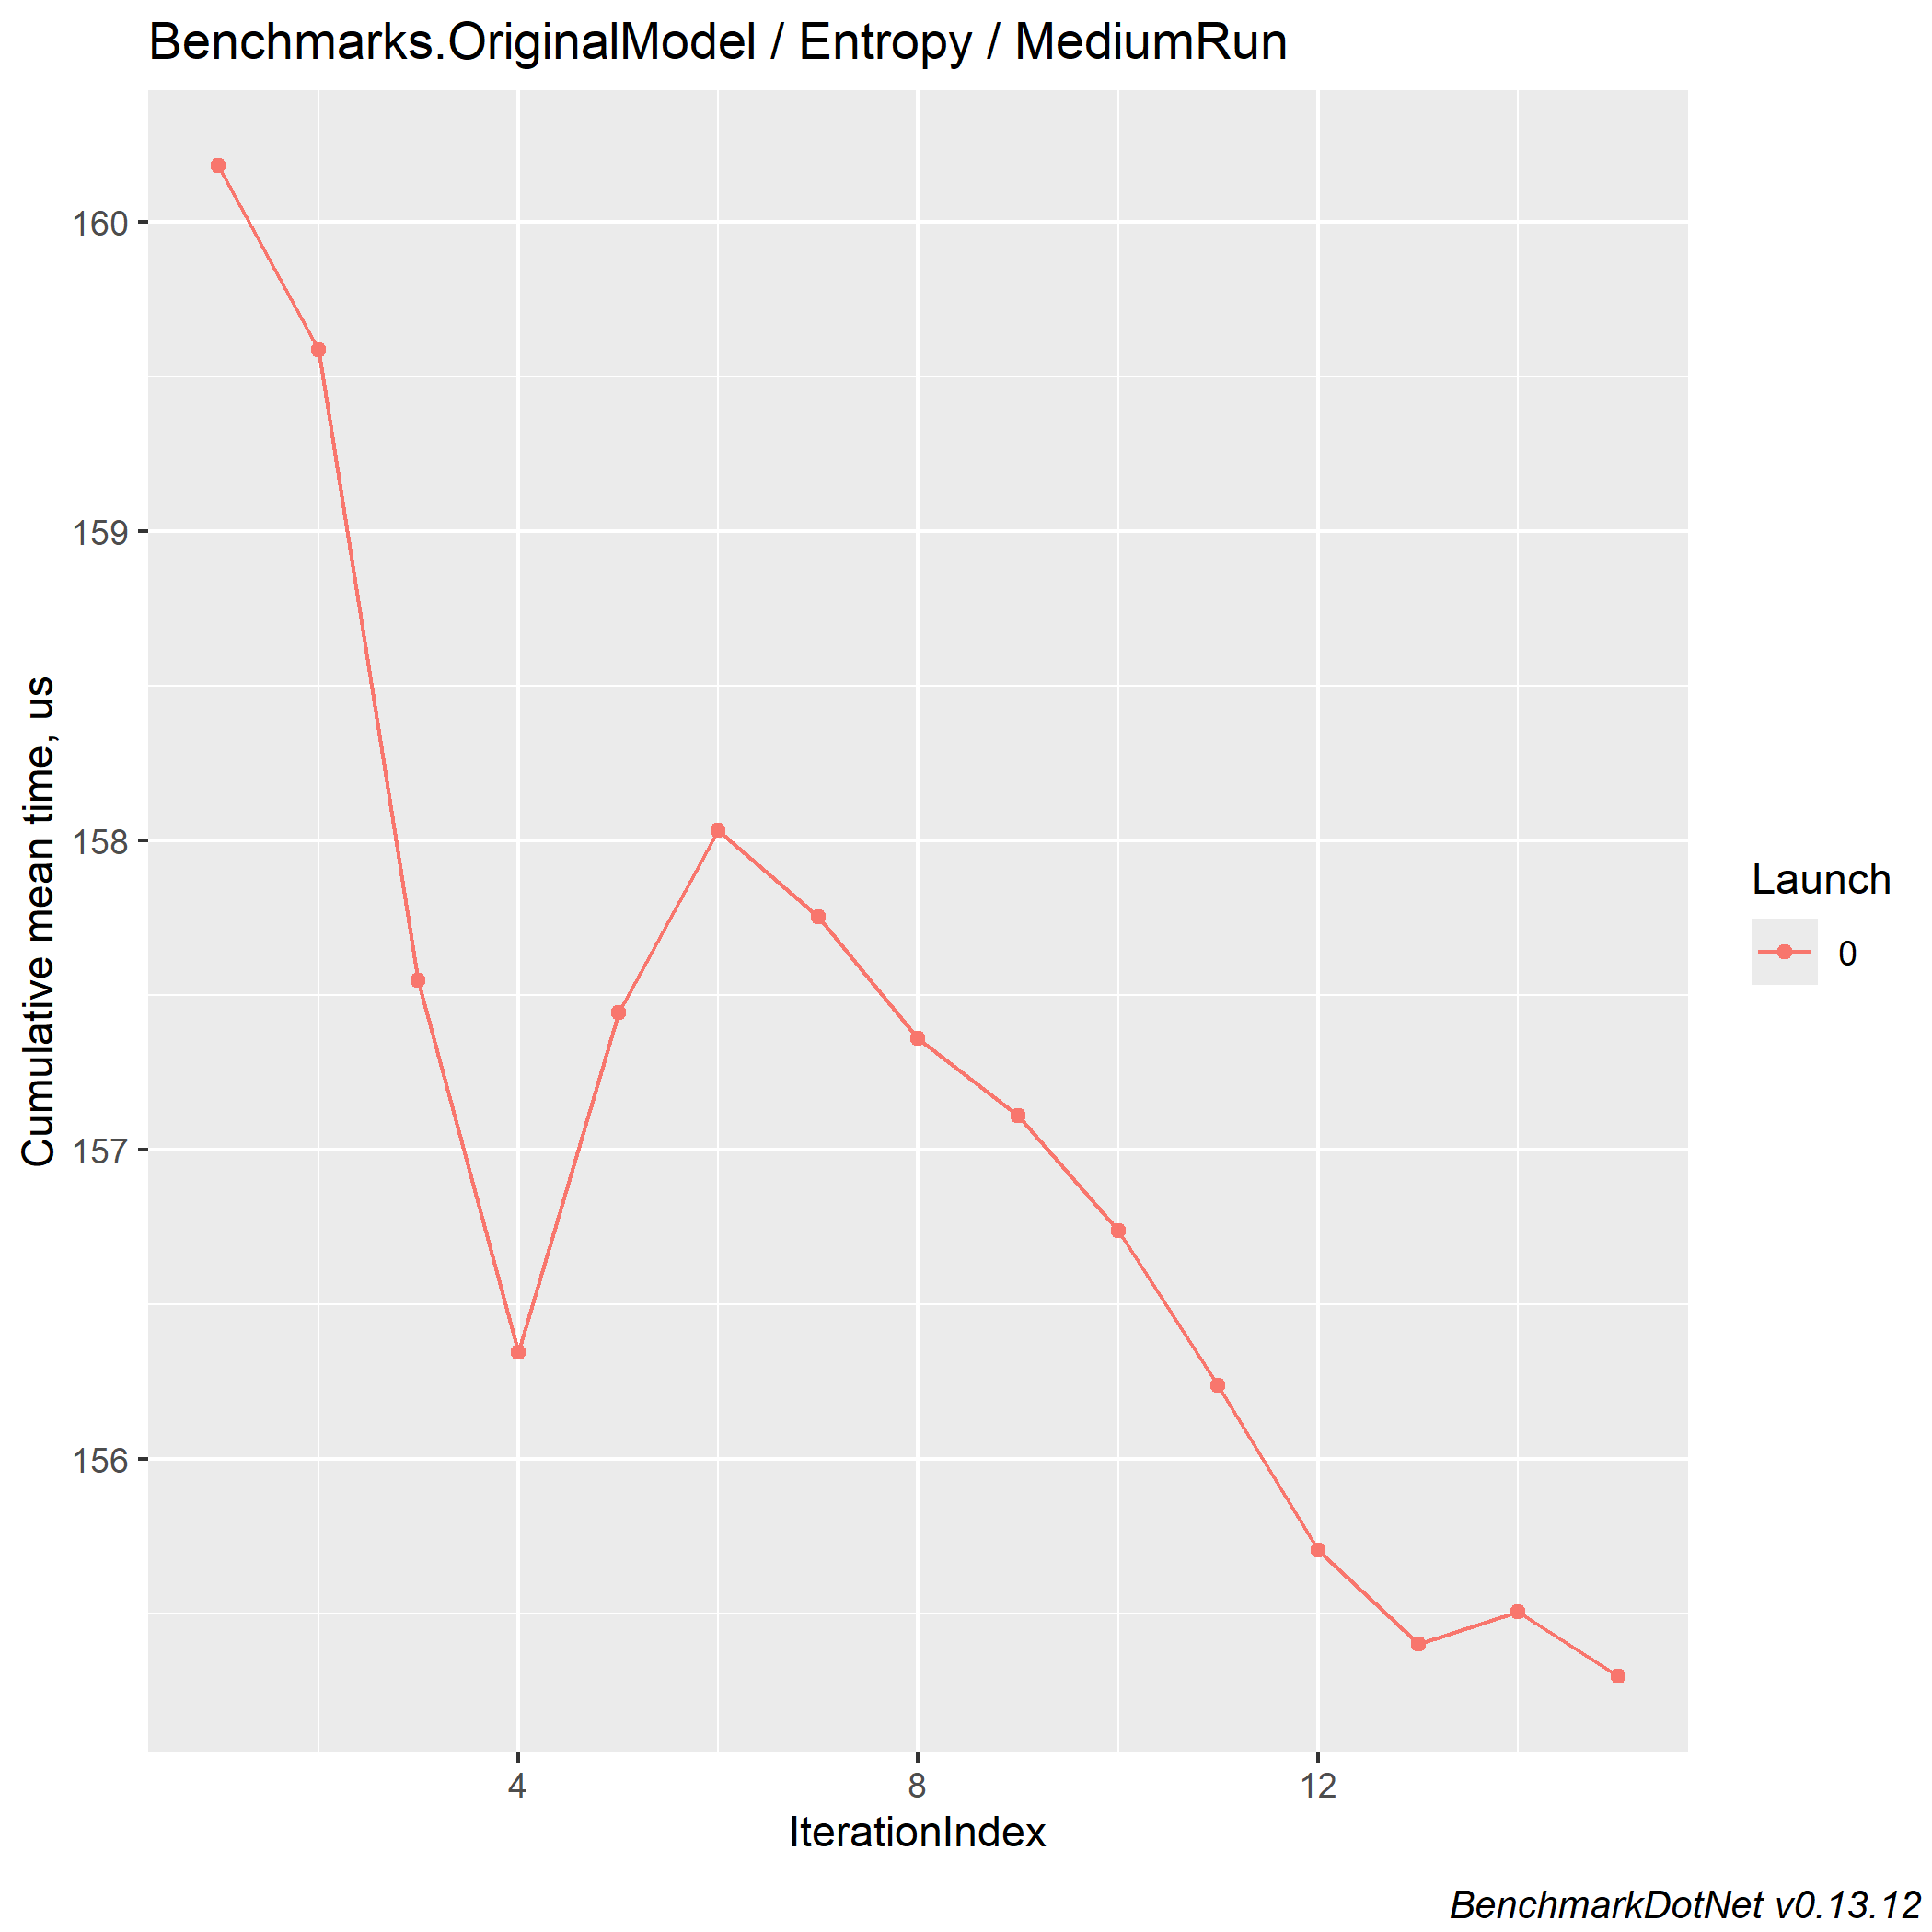 Benchmarks.OriginalModel / Entropy / MediumRun
Cumulative mean time, us
160
159
158
157
156
4
8
12
IterationIndex
Launch
0
BenchmarkDotNet v0.13.12